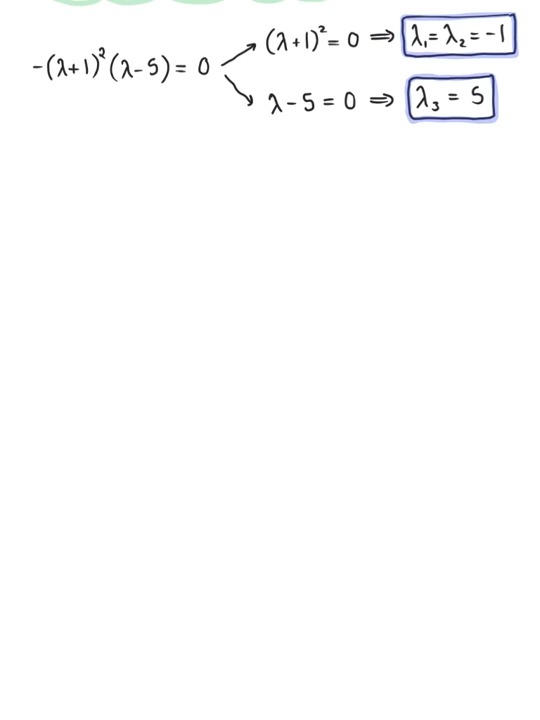 (λ+1)² = 0 ⇒ λ₁ = λ₂ = -1
-(λ+1)²(λ-5) = 0
λ - 5 = 0 ⇒ λ₃ = 5